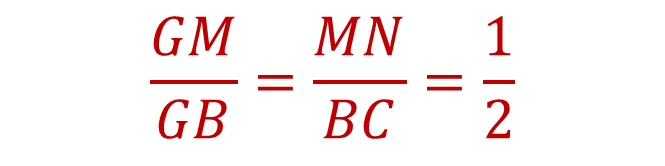 GM/GB = MN/BC = 1/2